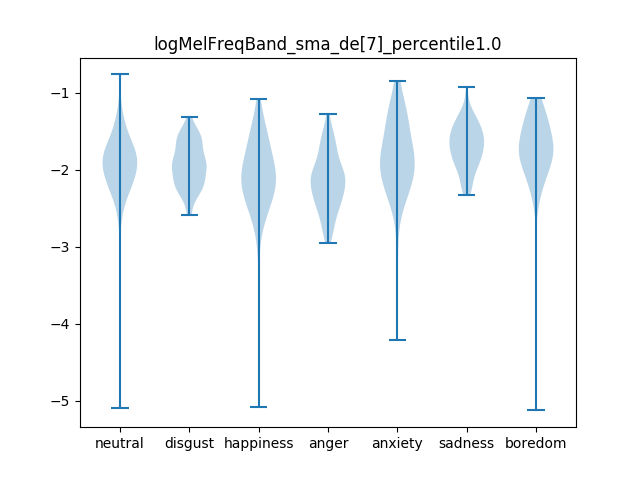 logMelFreqBand_sma_de[7]_percentile1.0
−1
−2
−3
−4
−5
neutral disgust happiness anger anxiety sadness boredom